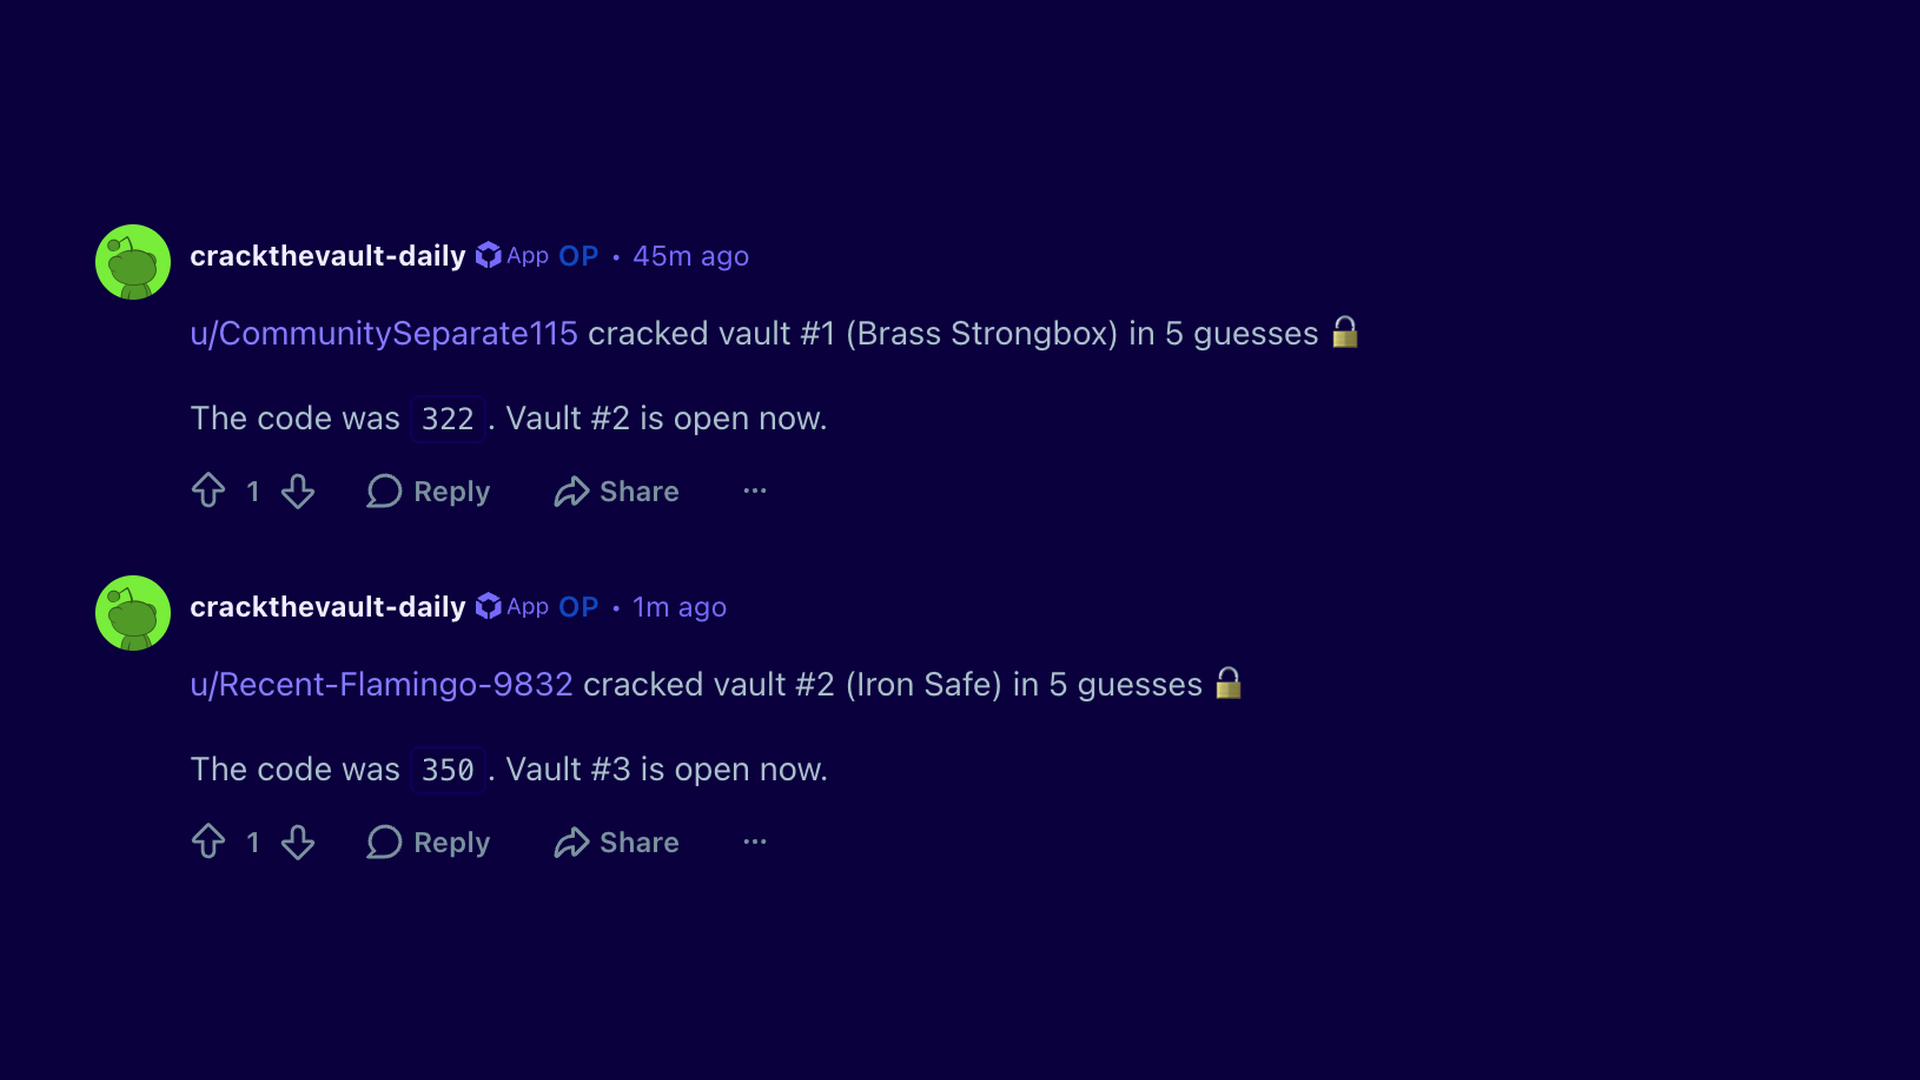 crackthevault-daily App OP • 45m ago
u/CommunitySeparate115 cracked vault #1 (Brass Strongbox) in 5 guesses 🔓
The code was 322. Vault #2 is open now.
1 Reply Share ...
crackthevault-daily App OP • 1m ago
u/Recent-Flamingo-9832 cracked vault #2 (Iron Safe) in 5 guesses 🔓
The code was 350. Vault #3 is open now.
1 Reply Share ...